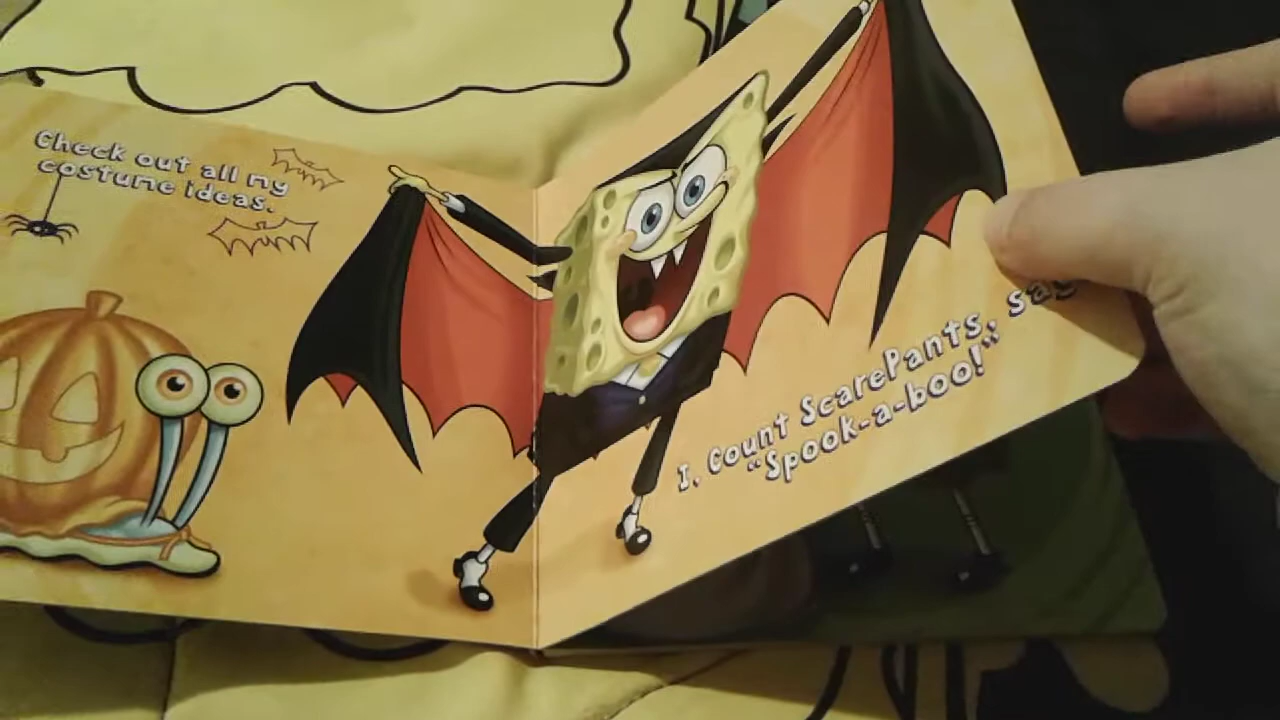 Check out all my
costume ideas.
I, Count ScarePants, say
"Spook-a-boo!"